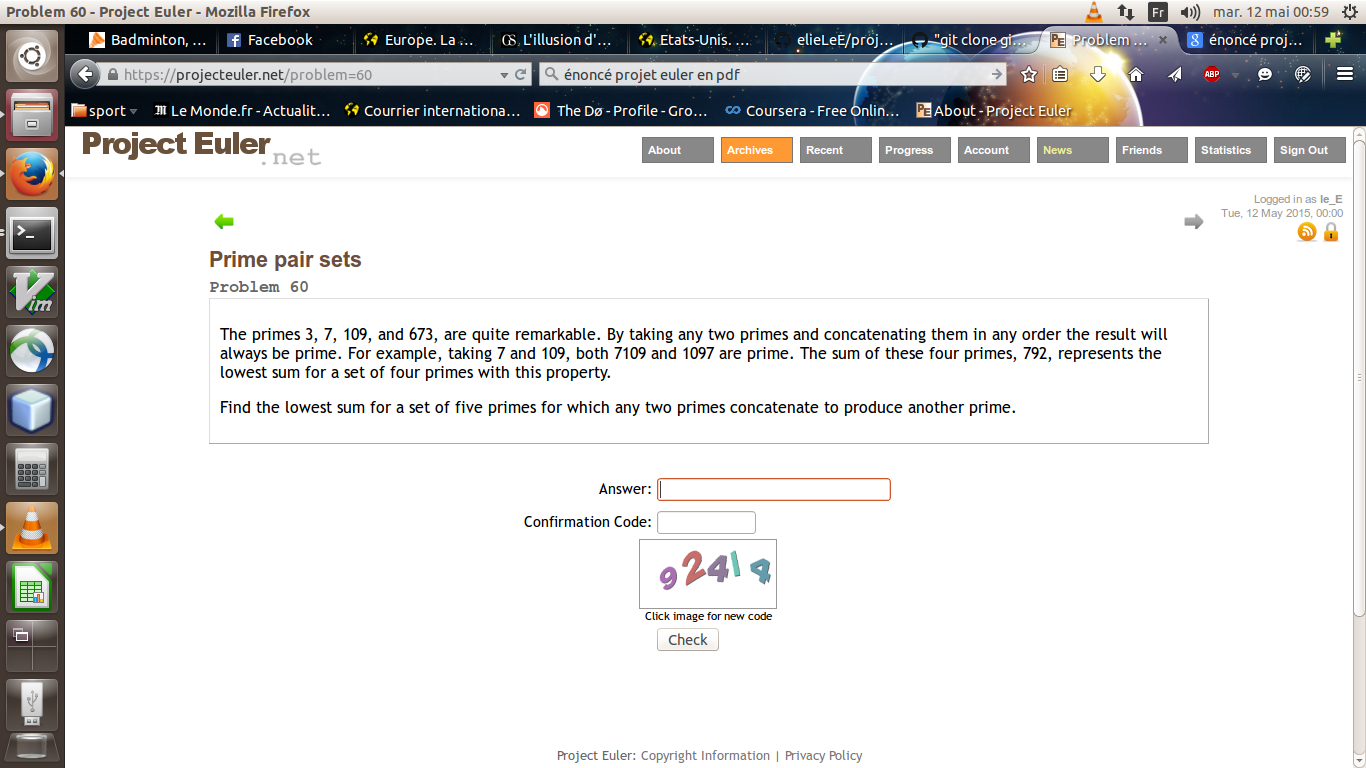 Problem 60 - Project Euler - Mozilla Firefox
Fr
mar. 12 mai 00:59
Badminton, ...
Facebook
Europe. La ...
L'illusion d'...
Etats-Unis. ...
elieLeE/proj...
"git clone gi...
Problem ...
énoncé proj...
https://projecteuler.net/problem=60
énoncé projet euler en pdf
ABP
sport
Le Monde.fr - Actualit...
Courrier internationa...
The Dø - Profile - Gro...
Coursera - Free Onlin...
About - Project Euler
Project Euler
.net
About
Archives
Recent
Progress
Account
News
Friends
Statistics
Sign Out
Logged in as le_E
Tue, 12 May 2015, 00:00
Prime pair sets
Problem 60
The primes 3, 7, 109, and 673, are quite remarkable. By taking any two primes and concatenating them in any order the result will
always be prime. For example, taking 7 and 109, both 7109 and 1097 are prime. The sum of these four primes, 792, represents the
lowest sum for a set of four primes with this property.
Find the lowest sum for a set of five primes for which any two primes concatenate to produce another prime.
Answer:
Confirmation Code:
92414
Click image for new code
Check
Project Euler: Copyright Information | Privacy Policy